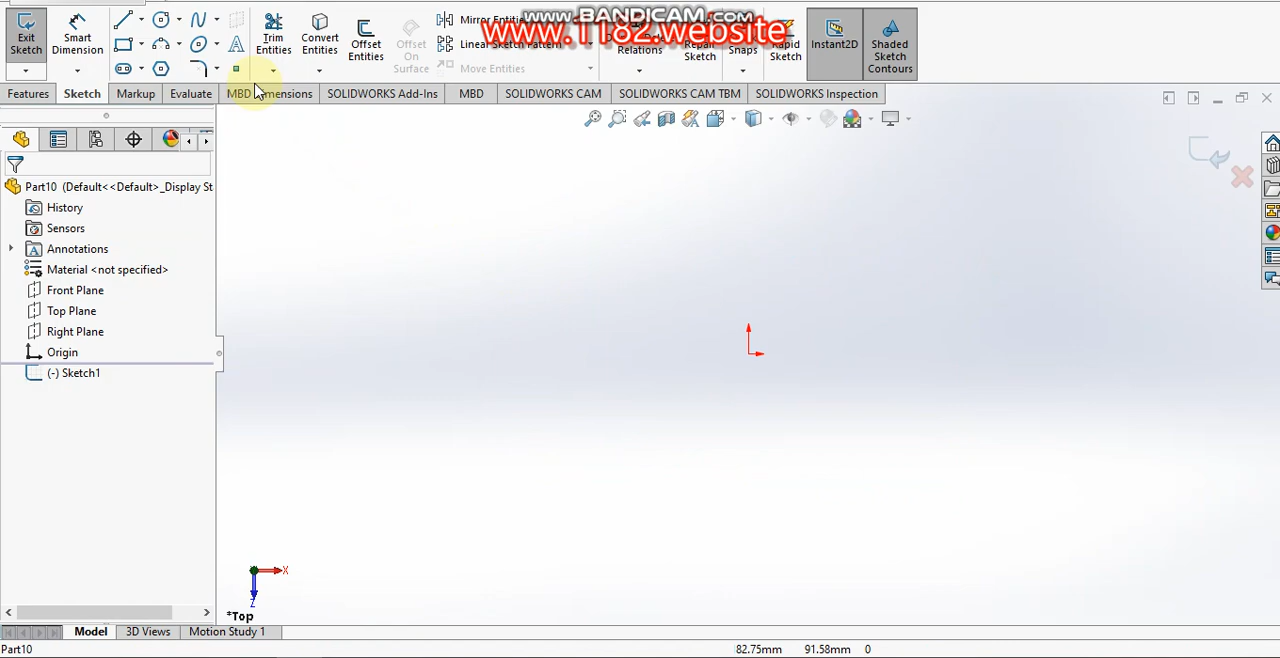 www.BANDICAM.com
www.1182.website
Exit Sketch
Smart Dimension
Trim Entities
Convert Entities
Offset Entities
Offset On Surface
Mirror Entities
Linear Sketch Pattern
Move Entities
Relations
Repair Sketch
Snaps
Rapid Sketch
Instant2D
Shaded Sketch Contours
Features
Sketch
Markup
Evaluate
MBD Dimensions
SOLIDWORKS Add-Ins
MBD
SOLIDWORKS CAM
SOLIDWORKS CAM TBM
SOLIDWORKS Inspection
Part10 (Default<<Default>_Display St
History
Sensors
Annotations
Material <not specified>
Front Plane
Top Plane
Right Plane
Origin
(-) Sketch1
X
Z
*Top
Model
3D Views
Motion Study 1
Part10
82.75mm
91.58mm
0